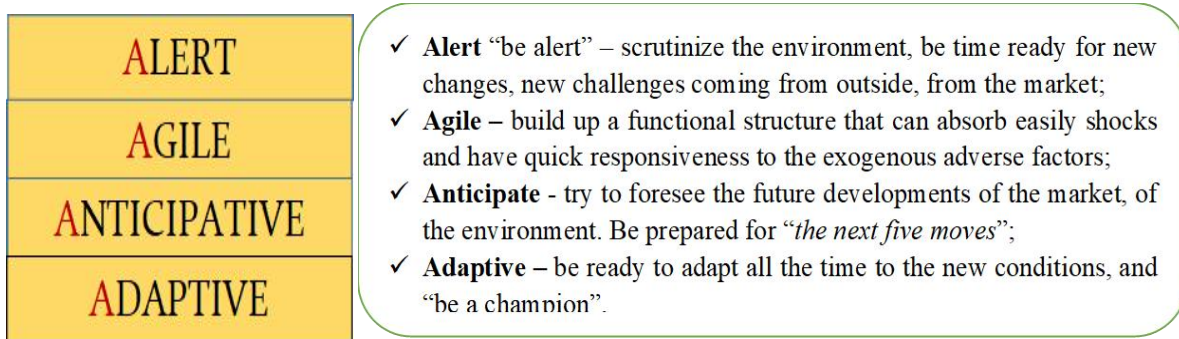 ALERT
AGILE
ANTICIPATIVE
ADAPTIVE
✓ Alert “be alert” – scrutinize the environment, be time ready for new
changes, new challenges coming from outside, from the market;
✓ Agile – build up a functional structure that can absorb easily shocks
and have quick responsiveness to the exogenous adverse factors;
✓ Anticipate - try to foresee the future developments of the market, of
the environment. Be prepared for “the next five moves”;
✓ Adaptive – be ready to adapt all the time to the new conditions, and
“be a champion”.